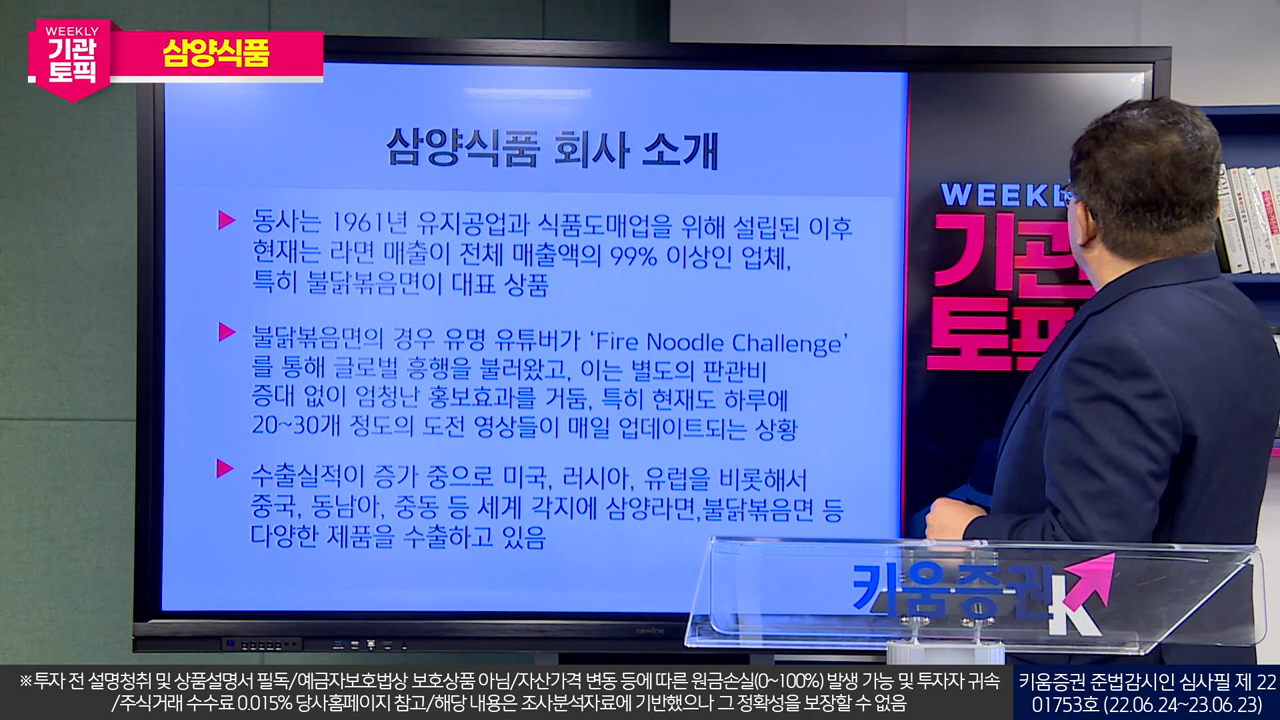 WEEKLY
기관
토픽
삼양식품
삼양식품 회사 소개
동사는 1961년 유지공업과 식품도매업을 위해 설립된 이후
현재는 라면 매출이 전체 매출액의 99% 이상인 업체,
특히 불닭볶음면이 대표 상품
불닭볶음면의 경우 유명 유튜버가 ‘Fire Noodle Challenge’
를 통해 글로벌 흥행을 불러왔고, 이는 별도의 판관비
증대 없이 엄청난 홍보효과를 거둠, 특히 현재도 하루에
20~30개 정도의 도전 영상들이 매일 업데이트되는 상황
수출실적이 증가 중으로 미국, 러시아, 유럽을 비롯해서
중국, 동남아, 중동 등 세계 각지에 삼양라면,불닭볶음면 등
다양한 제품을 수출하고 있음
WEEKL
기관
토픽
키움증권K
newline
※투자 전 설명청취 및 상품설명서 필독/예금자보호법상 보호상품 아님/자산가격 변동 등에 따른 원금손실(0~100%) 발생 가능 및 투자자 귀속
/주식거래 수수료 0.015% 당사홈페이지 참고/해당 내용은 조사분석자료에 기반했으나 그 정확성을 보장할 수 없음
키움증권 준법감시인 심사필 제 22
01753호 (22.06.24~23.06.23)